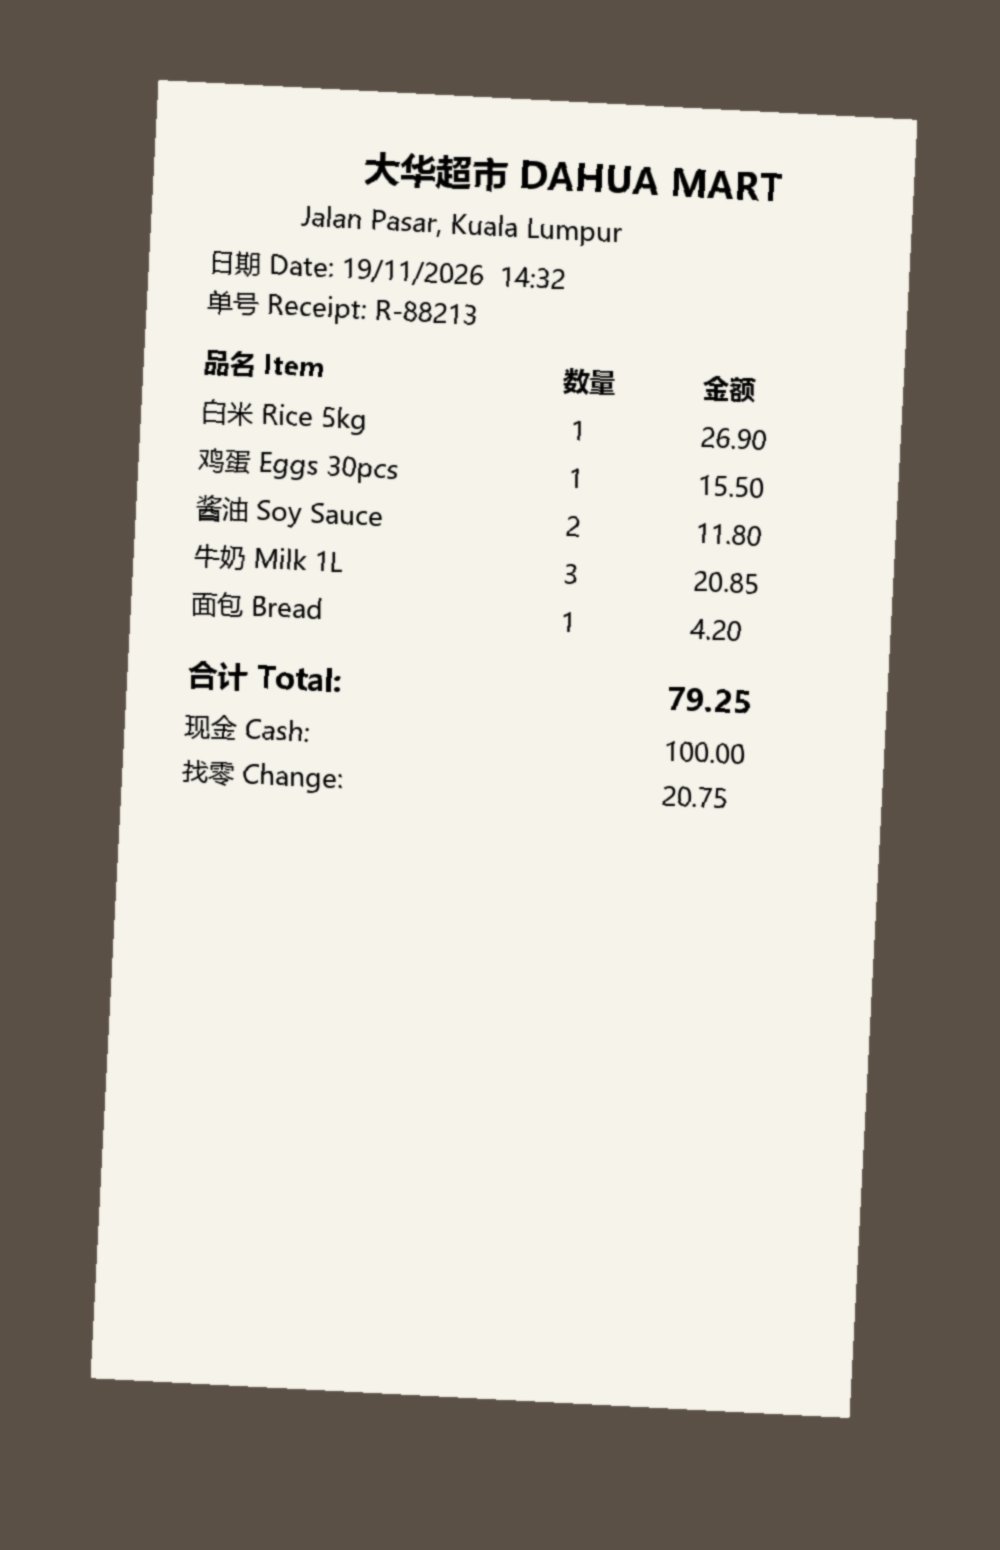 大华超市 DAHUA MART
Jalan Pasar, Kuala Lumpur
日期 Date: 19/11/2026 14:32
单号 Receipt: R-88213
品名 Item 数量 金额
白米 Rice 5kg 1 26.90
鸡蛋 Eggs 30pcs 1 15.50
酱油 Soy Sauce 2 11.80
牛奶 Milk 1L 3 20.85
面包 Bread 1 4.20
合计 Total: 79.25
现金 Cash: 100.00
找零 Change: 20.75